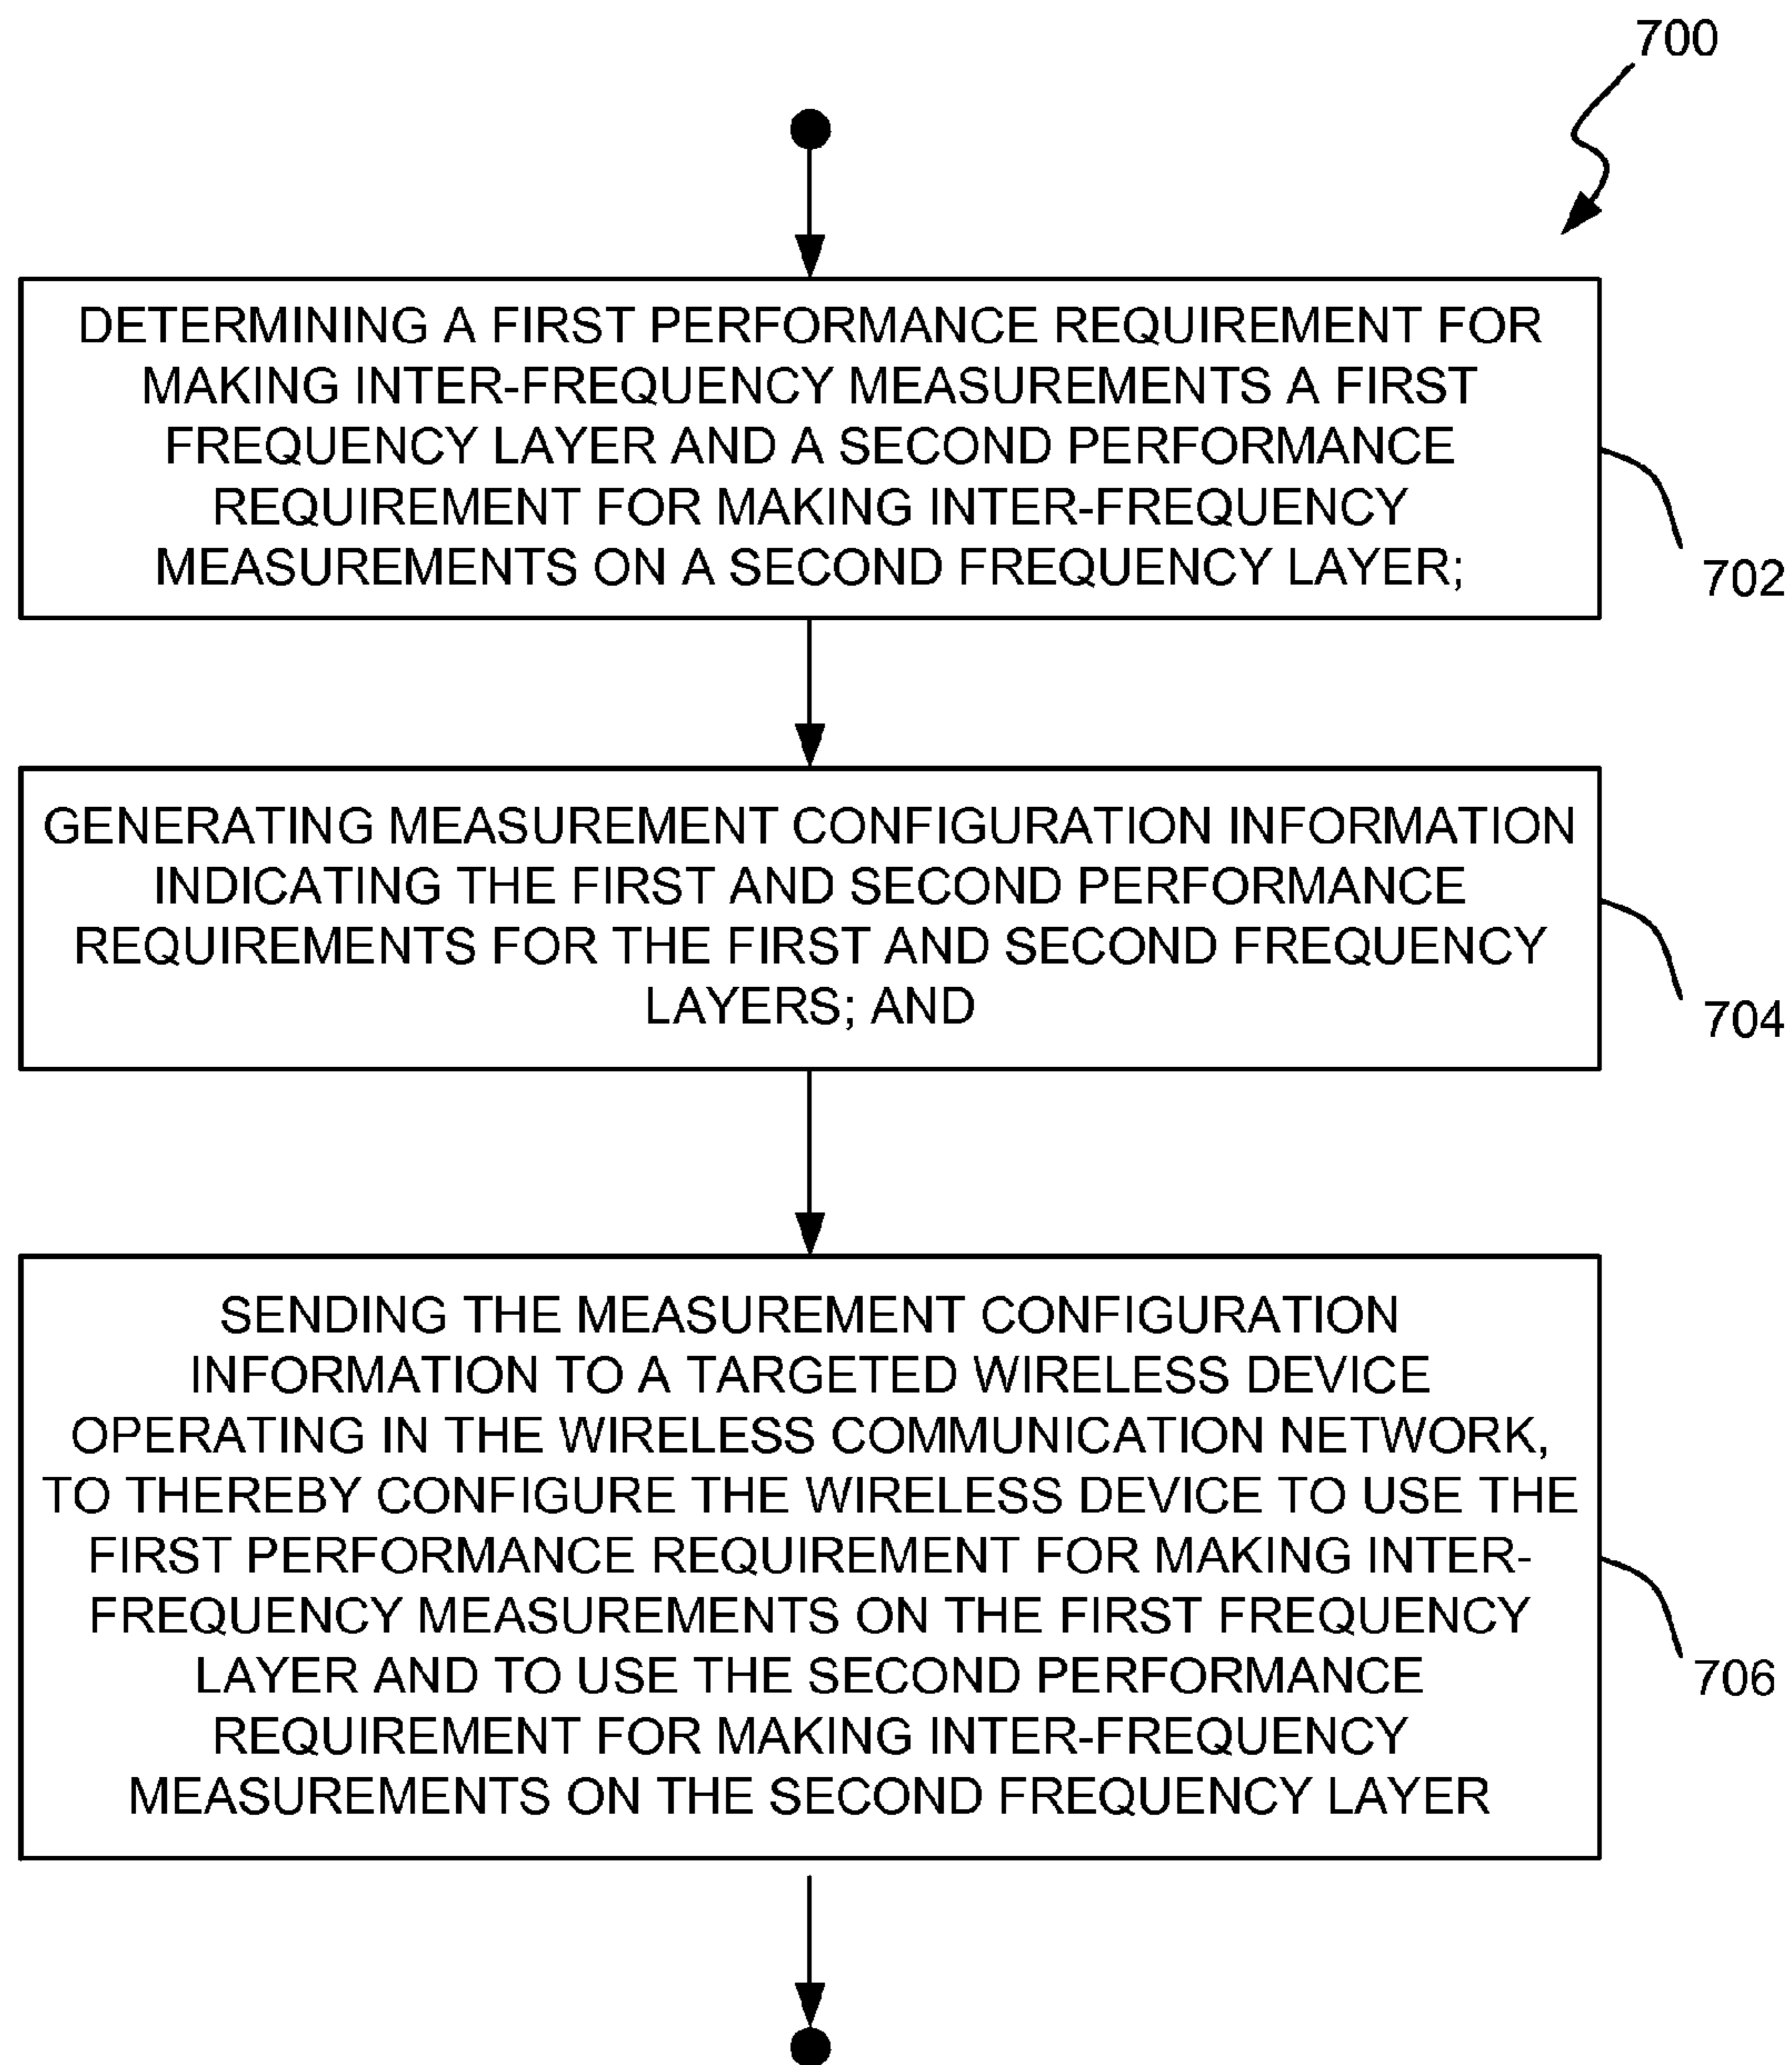 700
DETERMINING A FIRST PERFORMANCE REQUIREMENT FOR
MAKING INTER-FREQUENCY MEASUREMENTS A FIRST
FREQUENCY LAYER AND A SECOND PERFORMANCE
REQUIREMENT FOR MAKING INTER-FREQUENCY
MEASUREMENTS ON A SECOND FREQUENCY LAYER;
702
GENERATING MEASUREMENT CONFIGURATION INFORMATION
INDICATING THE FIRST AND SECOND PERFORMANCE
REQUIREMENTS FOR THE FIRST AND SECOND FREQUENCY
LAYERS; AND
704
SENDING THE MEASUREMENT CONFIGURATION
INFORMATION TO A TARGETED WIRELESS DEVICE
OPERATING IN THE WIRELESS COMMUNICATION NETWORK,
TO THEREBY CONFIGURE THE WIRELESS DEVICE TO USE THE
FIRST PERFORMANCE REQUIREMENT FOR MAKING INTER-
FREQUENCY MEASUREMENTS ON THE FIRST FREQUENCY
LAYER AND TO USE THE SECOND PERFORMANCE
REQUIREMENT FOR MAKING INTER-FREQUENCY
MEASUREMENTS ON THE SECOND FREQUENCY LAYER
706